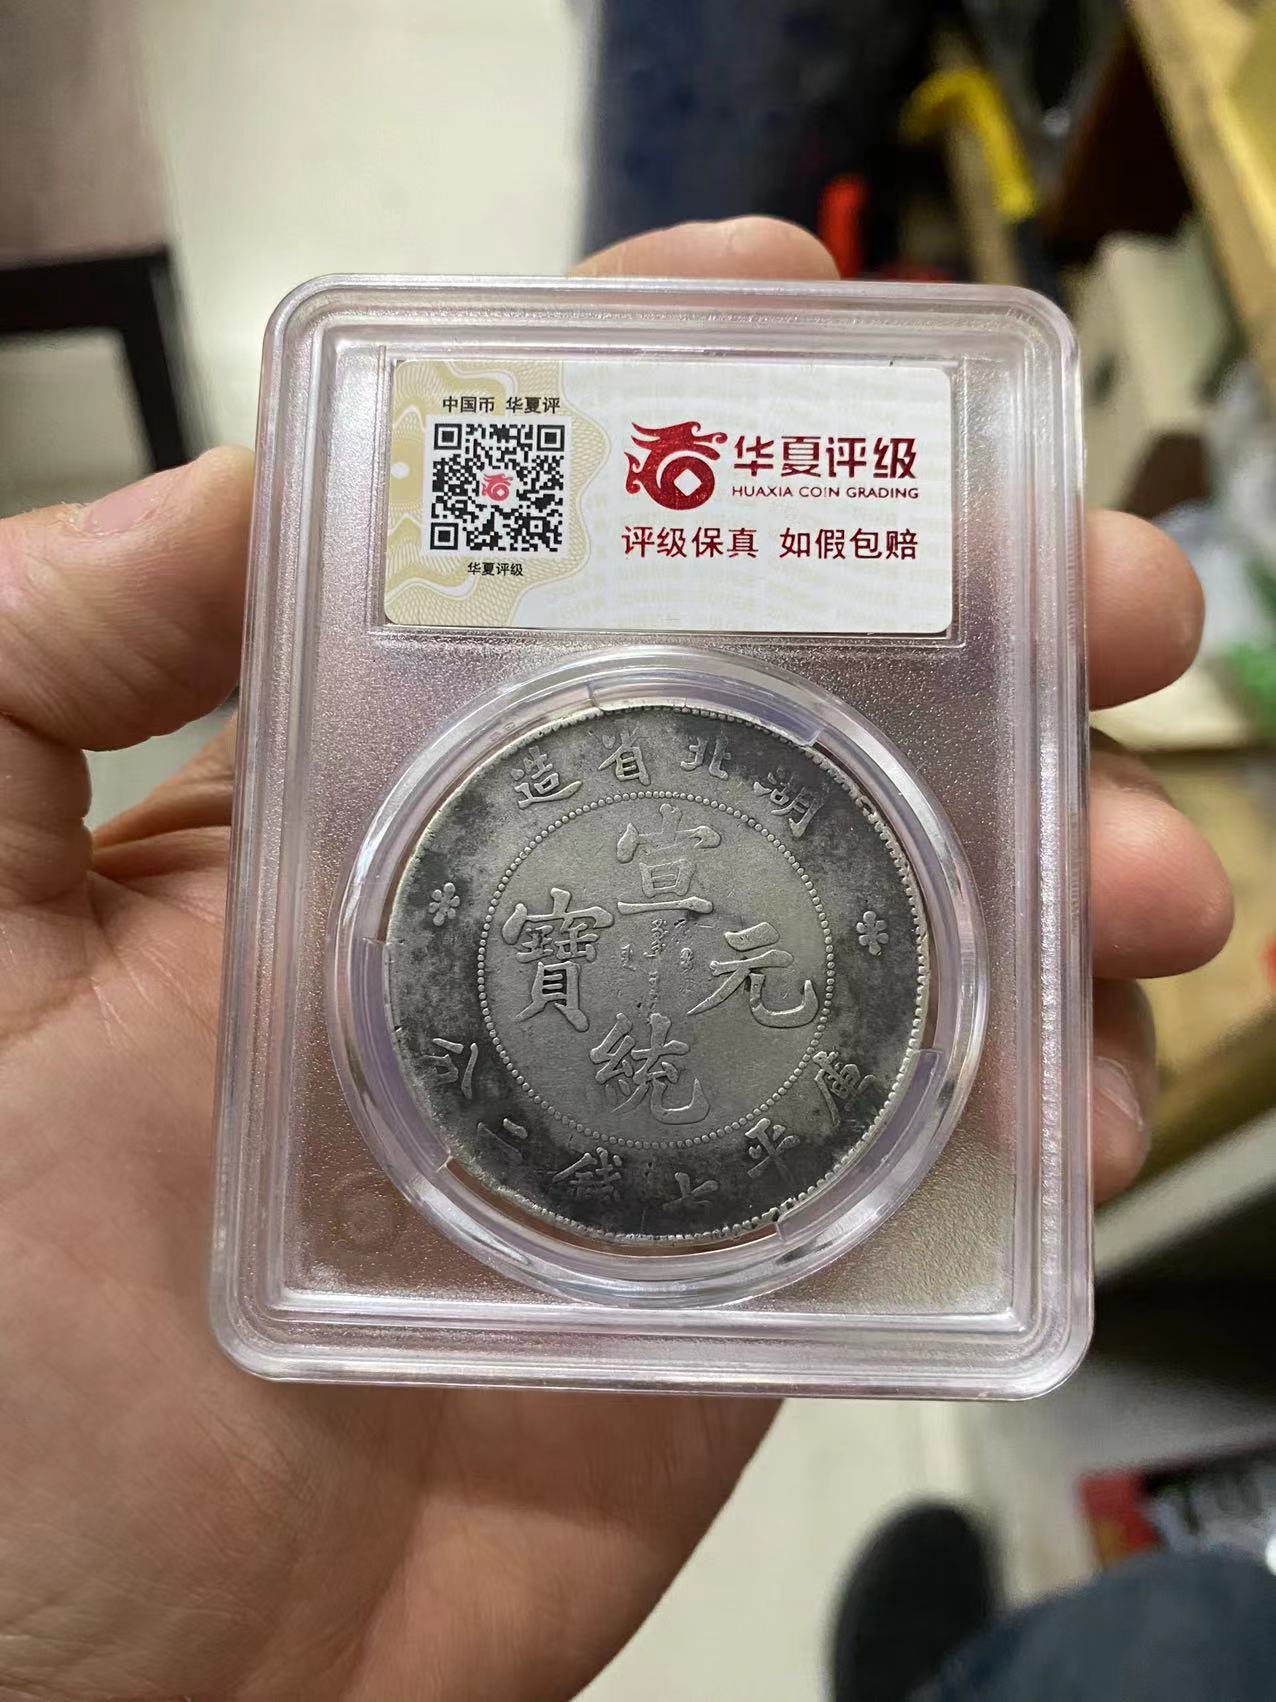 中国币 华夏评
华夏评级
华夏评级
HUAXIA COIN GRADING
评级保真 如假包赔
湖北省造
宣統元寶
庫平七錢二分